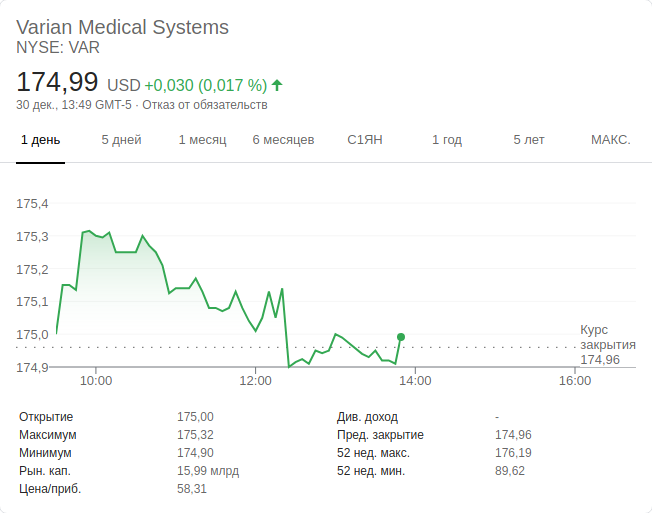 Varian Medical Systems
NYSE: VAR
174,99 USD +0,030 (0,017 %)
30 дек., 13:49 GMT-5 · Отказ от обязательств
1 день 5 дней 1 месяц 6 месяцев С1ЯН 1 год 5 лет МАКС.
175,4
175,3
175,2
175,1
175,0
174,9
Курс
закрытия
174,96
10:00 12:00 14:00 16:00
Открытие 175,00 Див. доход -
Максимум 175,32 Пред. закрытие 174,96
Минимум 174,90 52 нед. макс. 176,19
Рын. кап. 15,99 млрд 52 нед. мин. 89,62
Цена/приб. 58,31